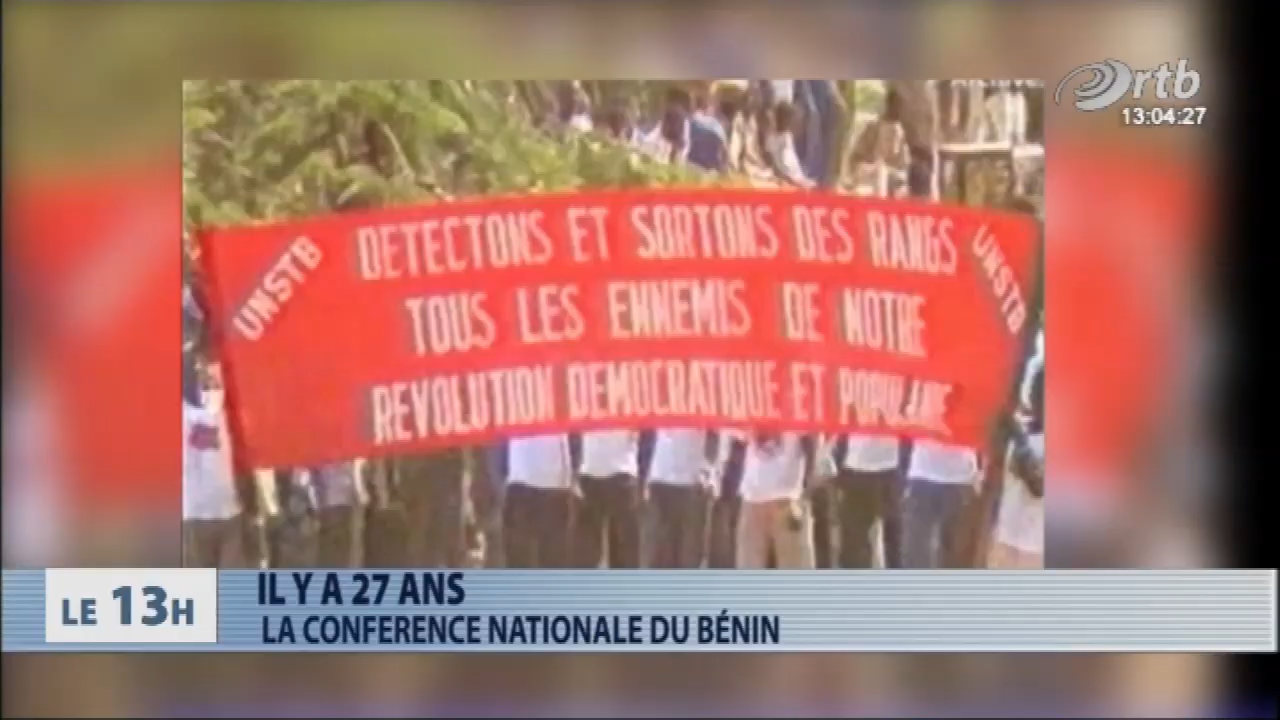 ortb
13:04:27
UNSTB
DETECTONS ET SORTONS DES RANGS
TOUS LES ENNEMIS DE NOTRE
REVOLUTION DEMOCRATIQUE ET POPULAIRE
UNSTB
LE 13H
IL Y A 27 ANS
LA CONFERENCE NATIONALE DU BÉNIN